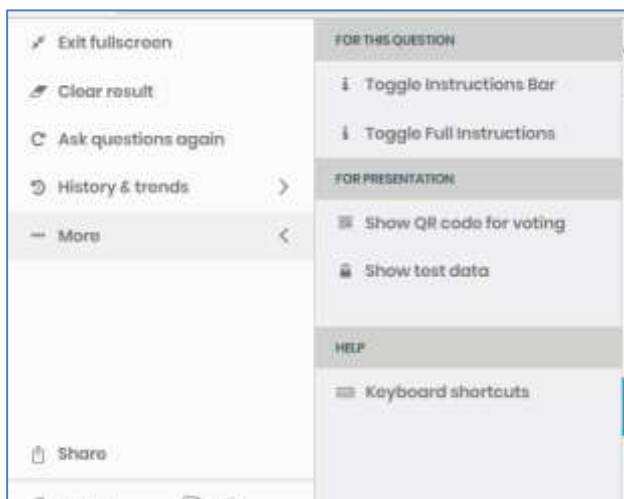 Exit fullscreen
Clear result
Ask questions again
History & trends
More
Share
FOR THIS QUESTION
Toggle Instructions Bar
Toggle Full Instructions
FOR PRESENTATION
Show QR code for voting
Show test data
HELP
Keyboard shortcuts